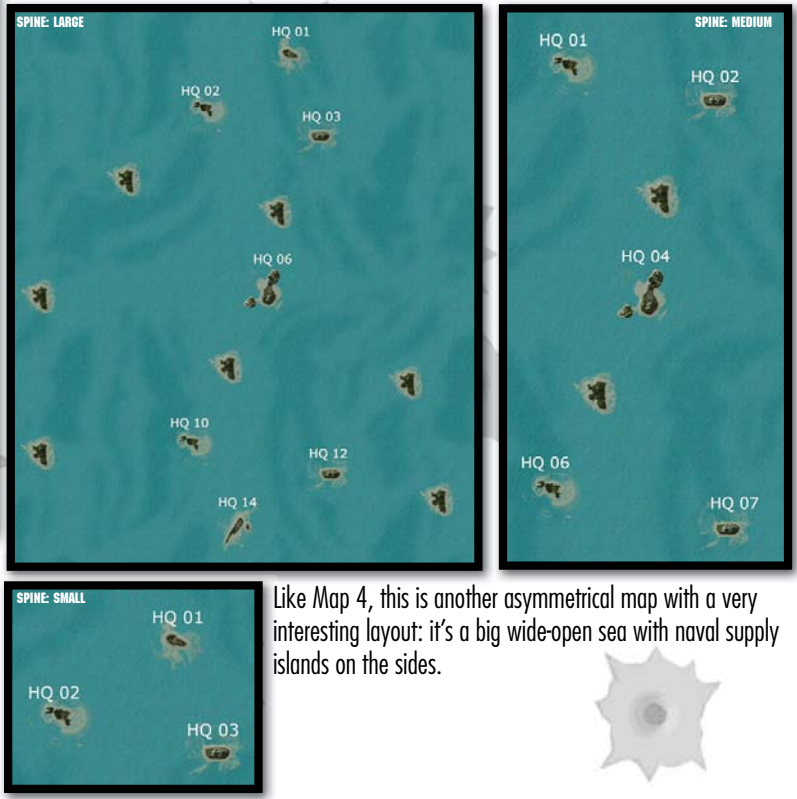 SPINE: LARGE
HQ 01
HQ 02
HQ 03
HQ 06
HQ 10
HQ 12
HQ 14
SPINE: MEDIUM
HQ 01
HQ 02
HQ 04
HQ 06
HQ 07
SPINE: SMALL
HQ 01
HQ 02
HQ 03
Like Map 4, this is another asymmetrical map with a very
interesting layout: it's a big wide-open sea with naval supply
islands on the sides.